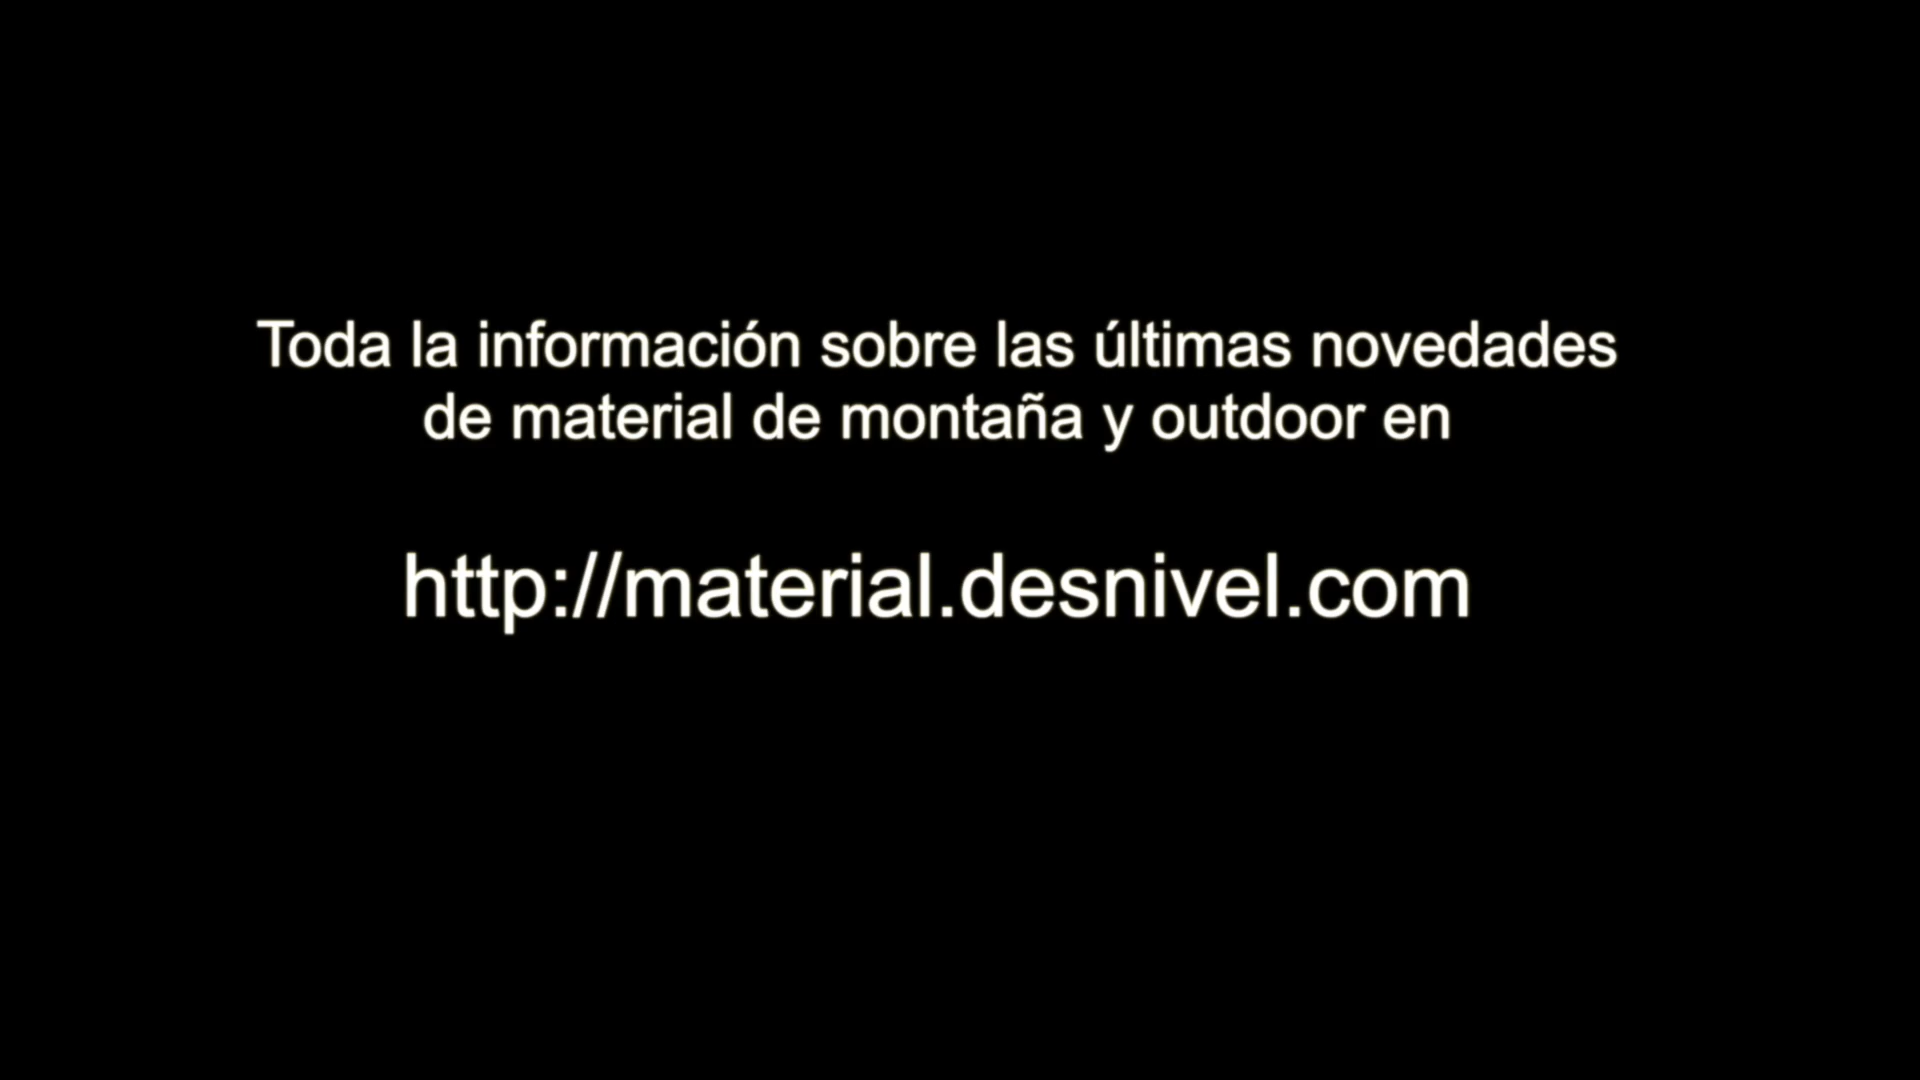 Toda la información sobre las últimas novedades
de material de montaña y outdoor en
http://material.desnivel.com